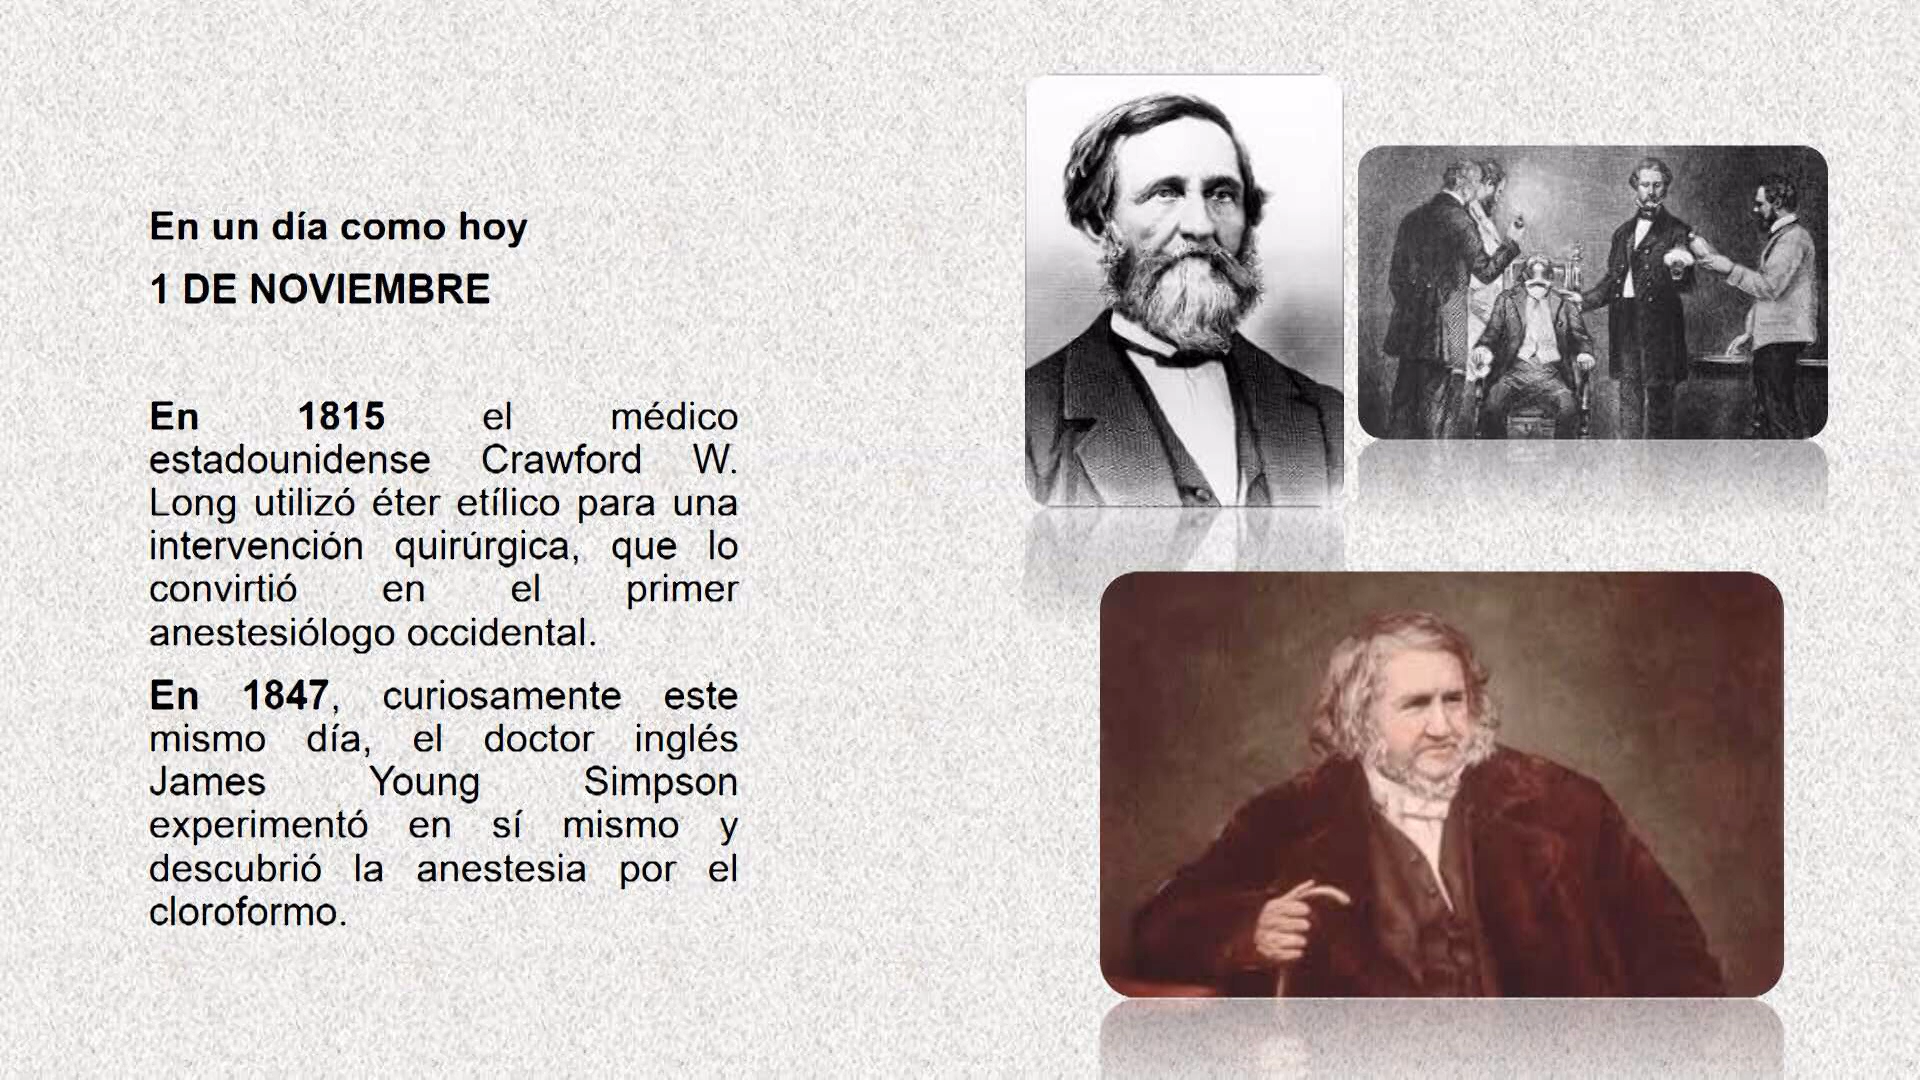 En un día como hoy
1 DE NOVIEMBRE
En 1815 el médico
estadounidense Crawford W.
Long utilizó éter etílico para una
intervención quirúrgica, que lo
convirtió en el primer
anestesiólogo occidental.
En 1847, curiosamente este
mismo día, el doctor inglés
James Young Simpson
experimentó en sí mismo y
descubrió la anestesia por el
cloroformo.